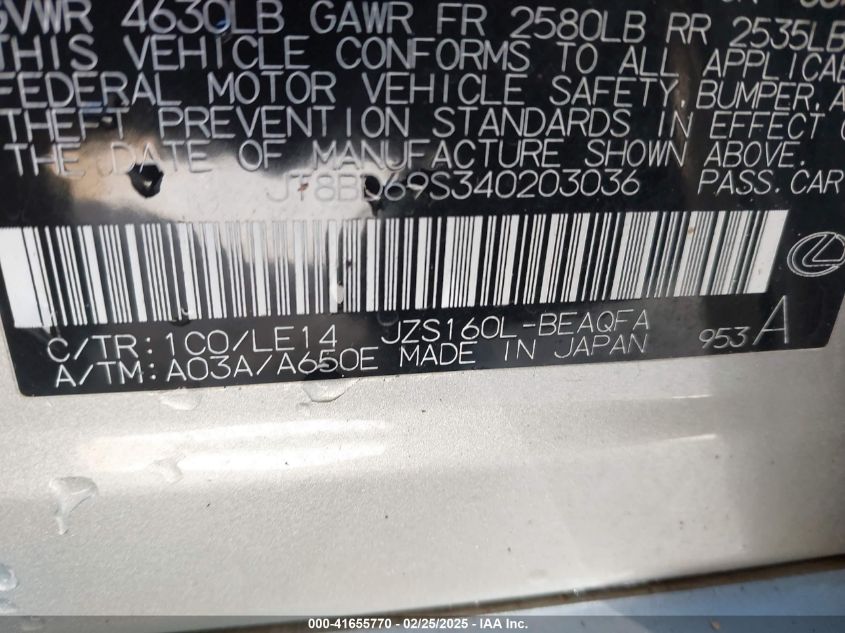 GVWR 4630LB GAWR FR 2580LB RR 2535LB
THIS VEHICLE CONFORMS TO ALL APPLICAB
FEDERAL MOTOR VEHICLE SAFETY, BUMPER, A
THEFT PREVENTION STANDARDS IN EFFECT O
THE DATE OF MANUFACTURE SHOWN ABOVE.
JT8BD69S340203036 PASS. CAR
C/TR: 1C0/LE14 JZS160L-BEAQFA 953 A
A/TM: A03A/A650E MADE IN JAPAN
000-41655770 - 02/25/2025 - IAA Inc.